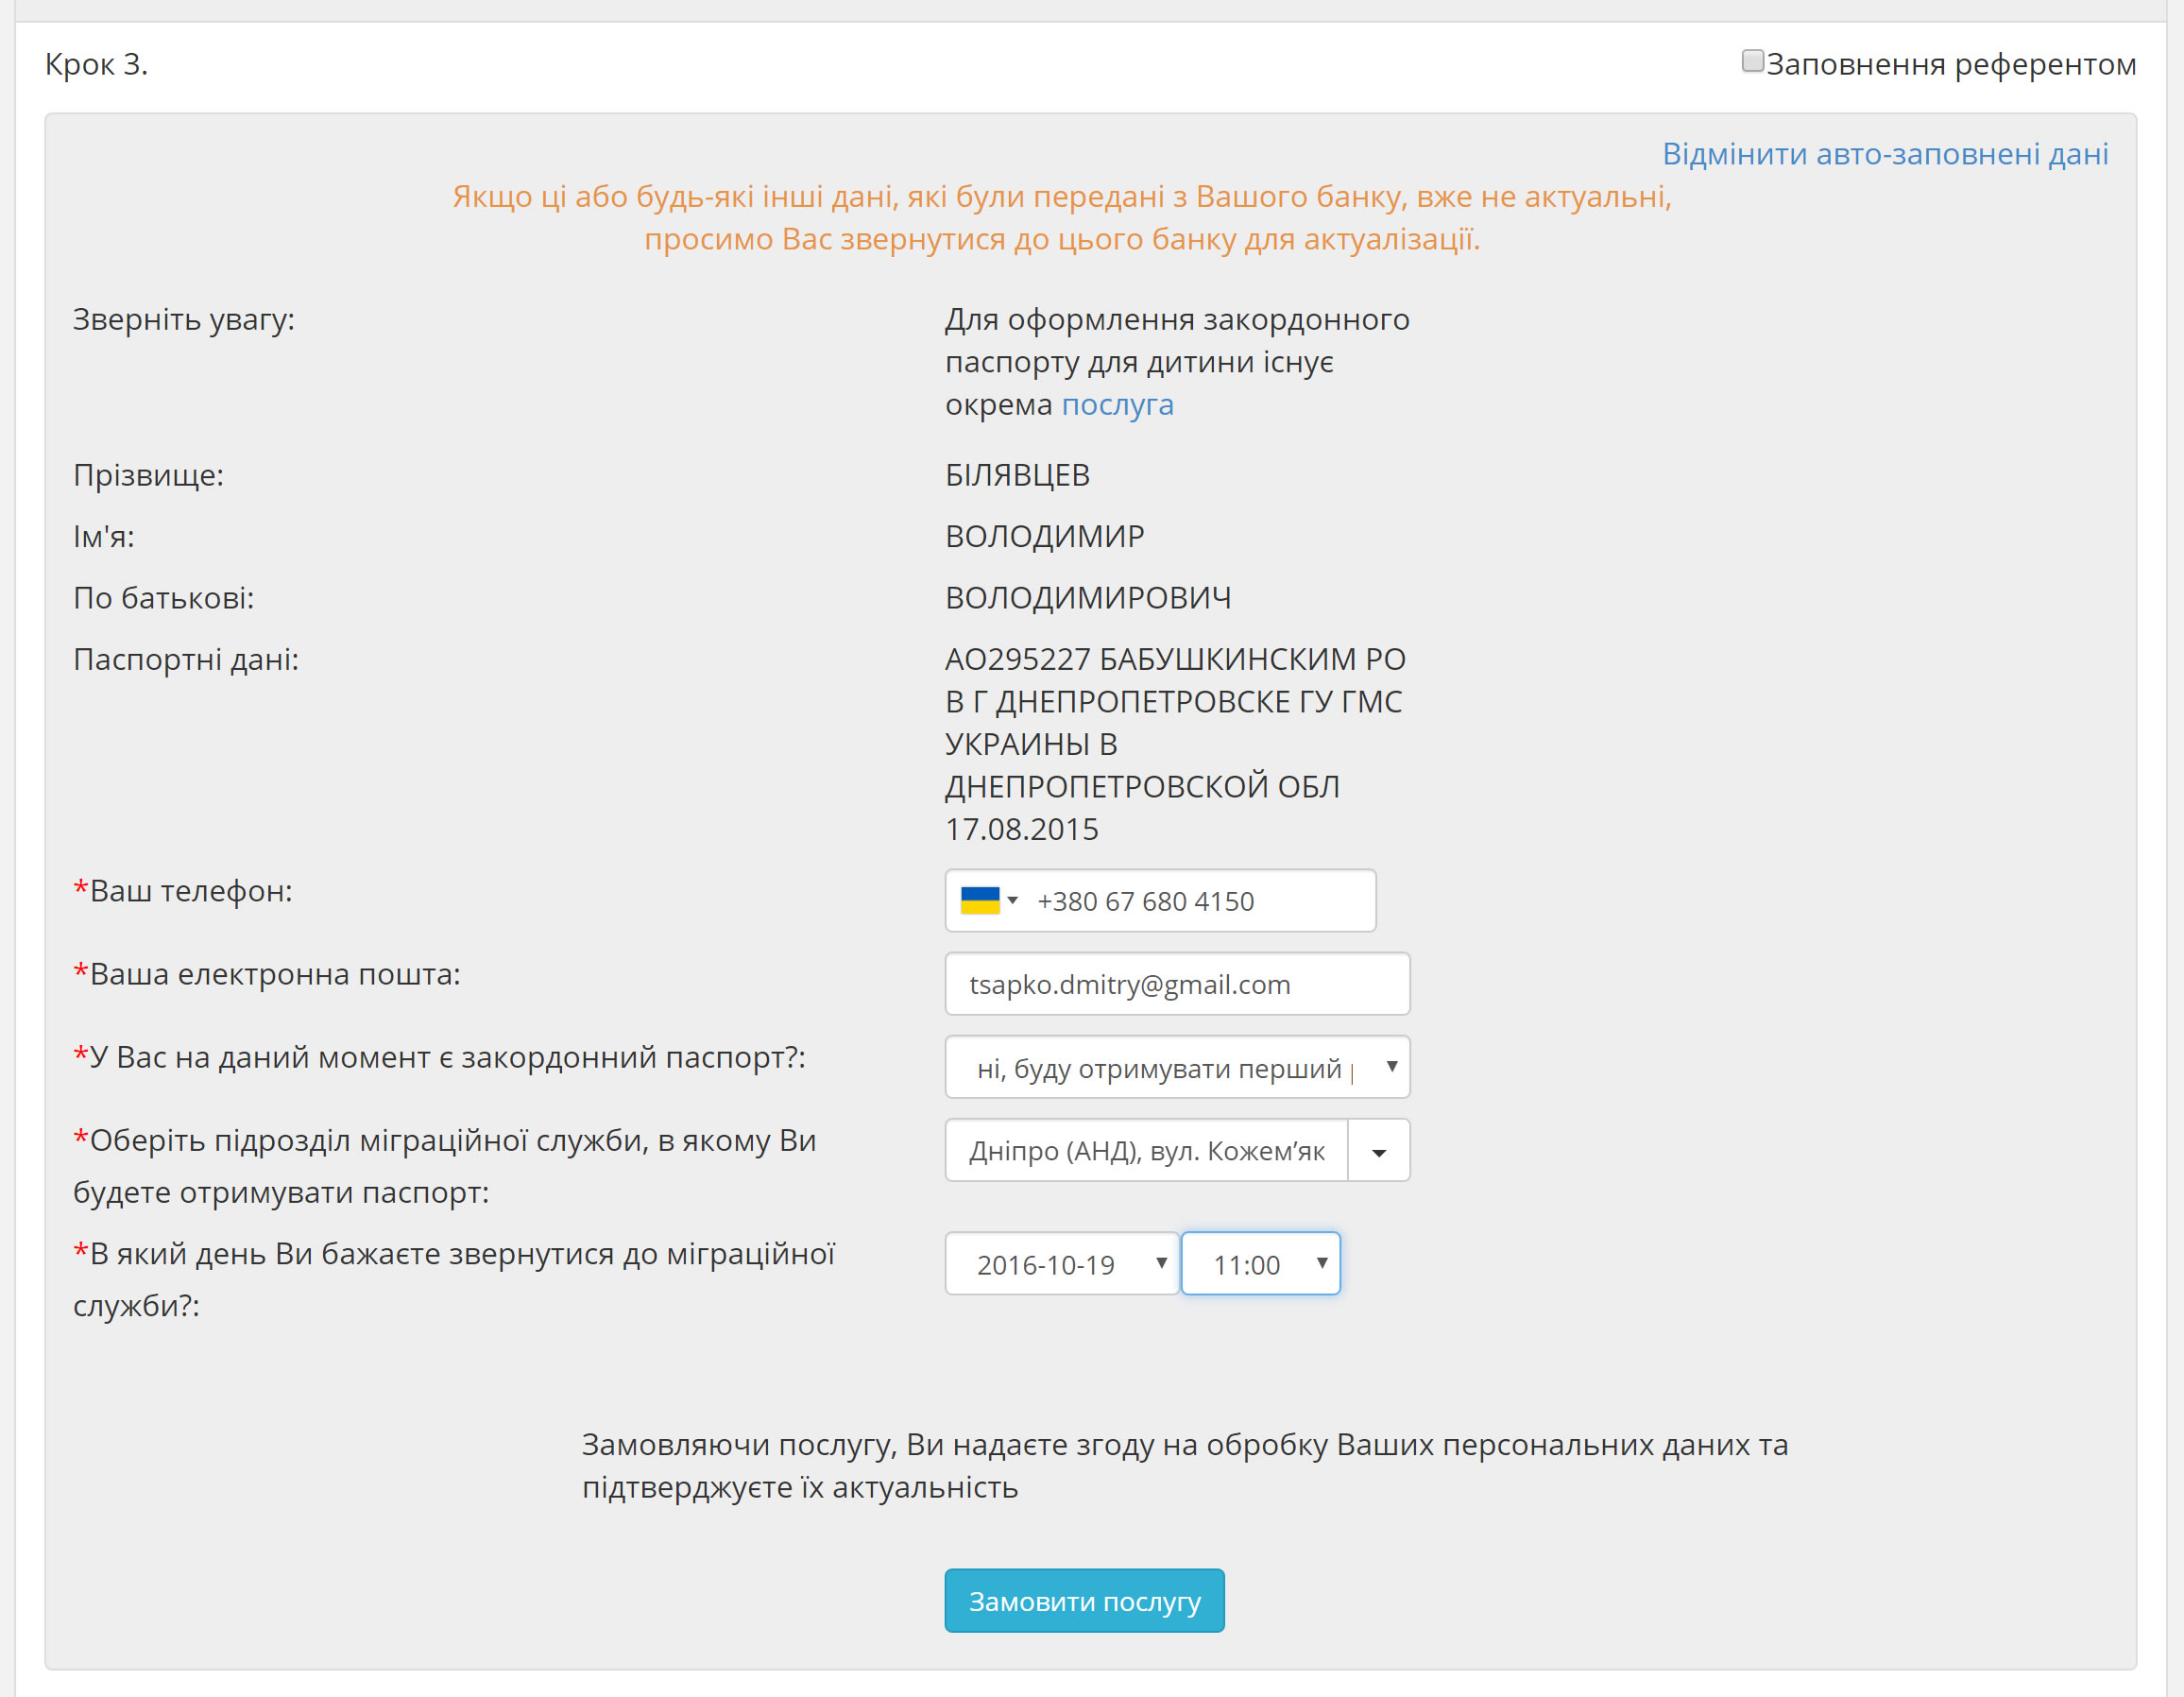 Крок 3.
Заповнення референтом
Відмінити авто-заповнені дані
Якщо ці або будь-які інші дані, які були передані з Вашого банку, вже не актуальні,
просимо Вас звернутися до цього банку для актуалізації.
Зверніть увагу:
Для оформлення закордонного
паспорту для дитини існує
окрема послуга
Прізвище:
БІЛЯВЦЕВ
Ім'я:
ВОЛОДИМИР
По батькові:
ВОЛОДИМИРОВИЧ
Паспортні дані:
АО295227 БАБУШКИНСКИМ РО
В Г ДНЕПРОПЕТРОВСКЕ ГУ ГМС
УКРАИНЫ В
ДНЕПРОПЕТРОВСКОЙ ОБЛ
17.08.2015
*Ваш телефон:
+380 67 680 4150
*Ваша електронна пошта:
tsapko.dmitry@gmail.com
*У Вас на даний момент є закордонний паспорт?:
ні, буду отримувати перший
*Оберіть підрозділ міграційної служби, в якому Ви
будете отримувати паспорт:
Дніпро (АНД), вул. Кожем’як
*В який день Ви бажаєте звернутися до міграційної
служби?:
2016-10-19
11:00
Замовляючи послугу, Ви надаєте згоду на обробку Ваших персональних даних та
підтверджуєте їх актуальність
Замовити послугу